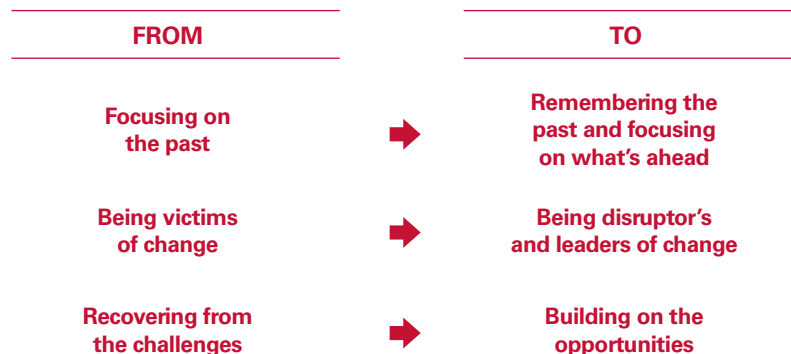 FROM
TO
Focusing on
the past
Remembering the
past and focusing
on what's ahead
Being victims
of change
Being disruptor's
and leaders of change
Recovering from
the challenges
Building on the
opportunities